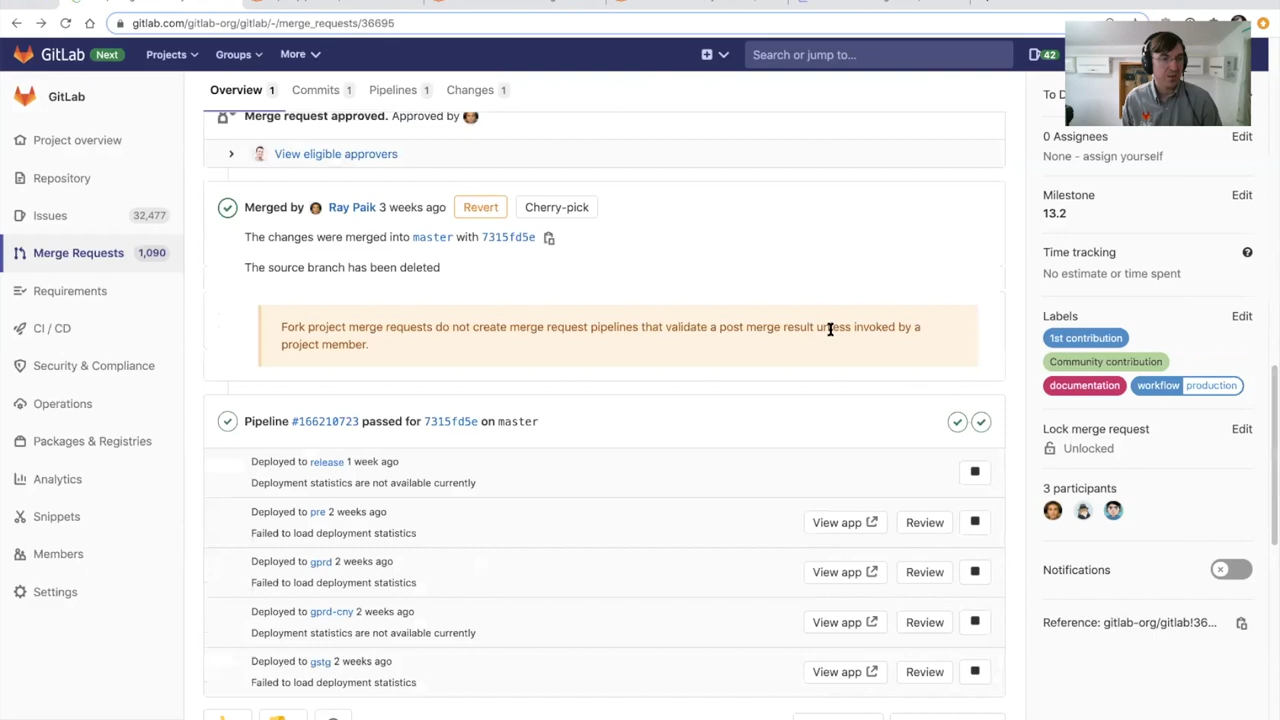 gitlab.com/gitlab-org/gitlab/-/merge_requests/36695
GitLab Next Projects Groups More Search or jump to... 42
GitLab
Project overview
Repository
Issues 32,477
Merge Requests 1,090
Requirements
CI / CD
Security & Compliance
Operations
Packages & Registries
Analytics
Snippets
Members
Settings
Overview 1 Commits 1 Pipelines 1 Changes 1
Merge request approved. Approved by
View eligible approvers
Merged by Ray Paik 3 weeks ago Revert Cherry-pick
The changes were merged into master with 7315fd5e
The source branch has been deleted
Fork project merge requests do not create merge request pipelines that validate a post merge result unless invoked by a
project member.
Pipeline #166210723 passed for 7315fd5e on master
Deployed to release 1 week ago
Deployment statistics are not available currently
Deployed to pre 2 weeks ago
Failed to load deployment statistics
View app Review
Deployed to gprd 2 weeks ago
Failed to load deployment statistics
View app Review
Deployed to gprd-cny 2 weeks ago
Deployment statistics are not available currently
View app Review
Deployed to gstg 2 weeks ago
Failed to load deployment statistics
View app Review
To D
0 Assignees Edit
None - assign yourself
Milestone Edit
13.2
Time tracking
No estimate or time spent
Labels Edit
1st contribution
Community contribution
documentation workflow production
Lock merge request Edit
Unlocked
3 participants
Notifications
Reference: gitlab-org/gitlab!36...